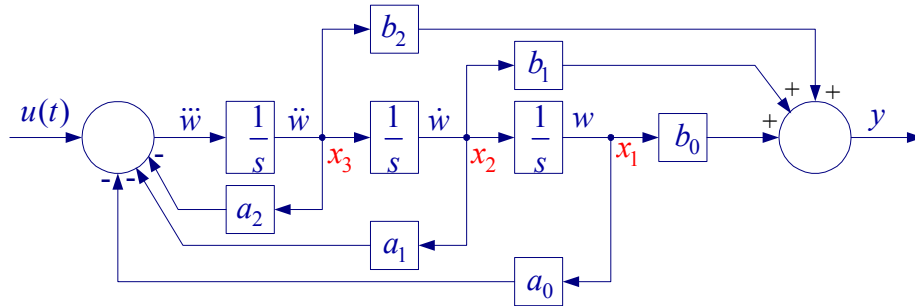 b₂
b₁
u(t) w⃛ 1/s ẅ 1/s ẇ 1/s w b₀ y
x₃ x₂ x₁
+ + +
- - -
a₂
a₁
a₀